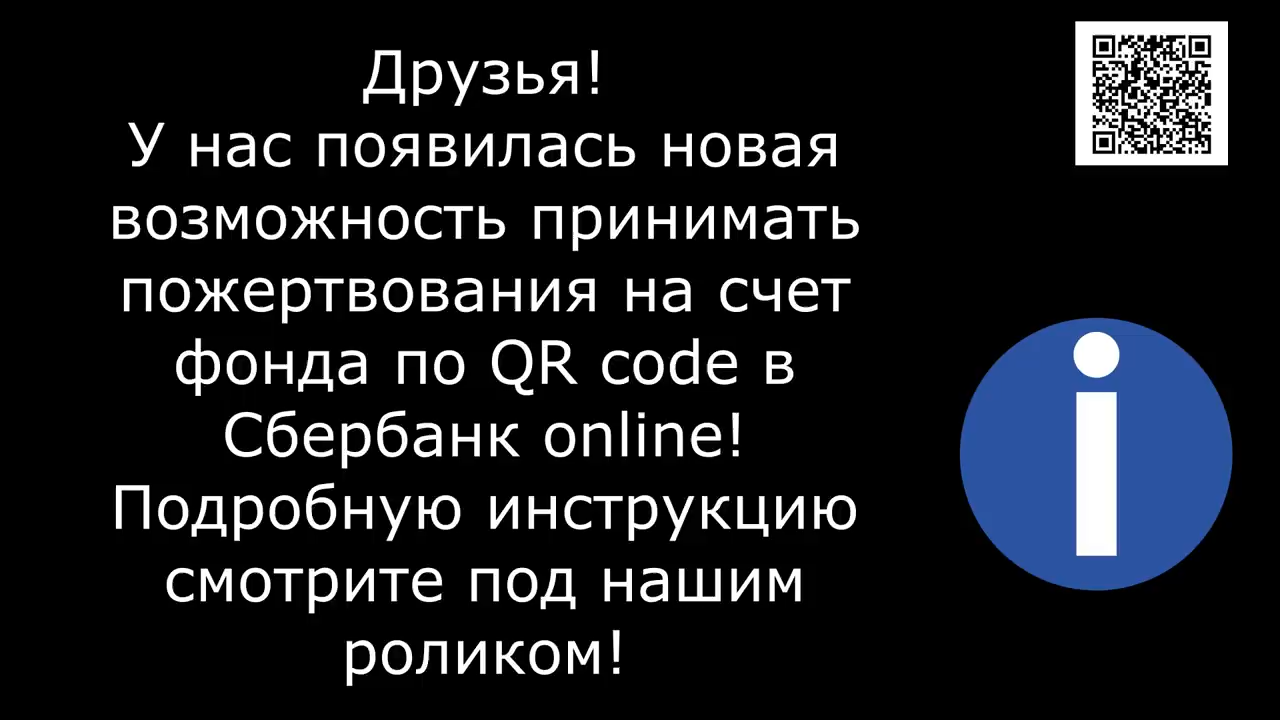 Друзья!
У нас появилась новая
возможность принимать
пожертвования на счет
фонда по QR code в
Сбербанк online!
Подробную инструкцию
смотрите под нашим
роликом!